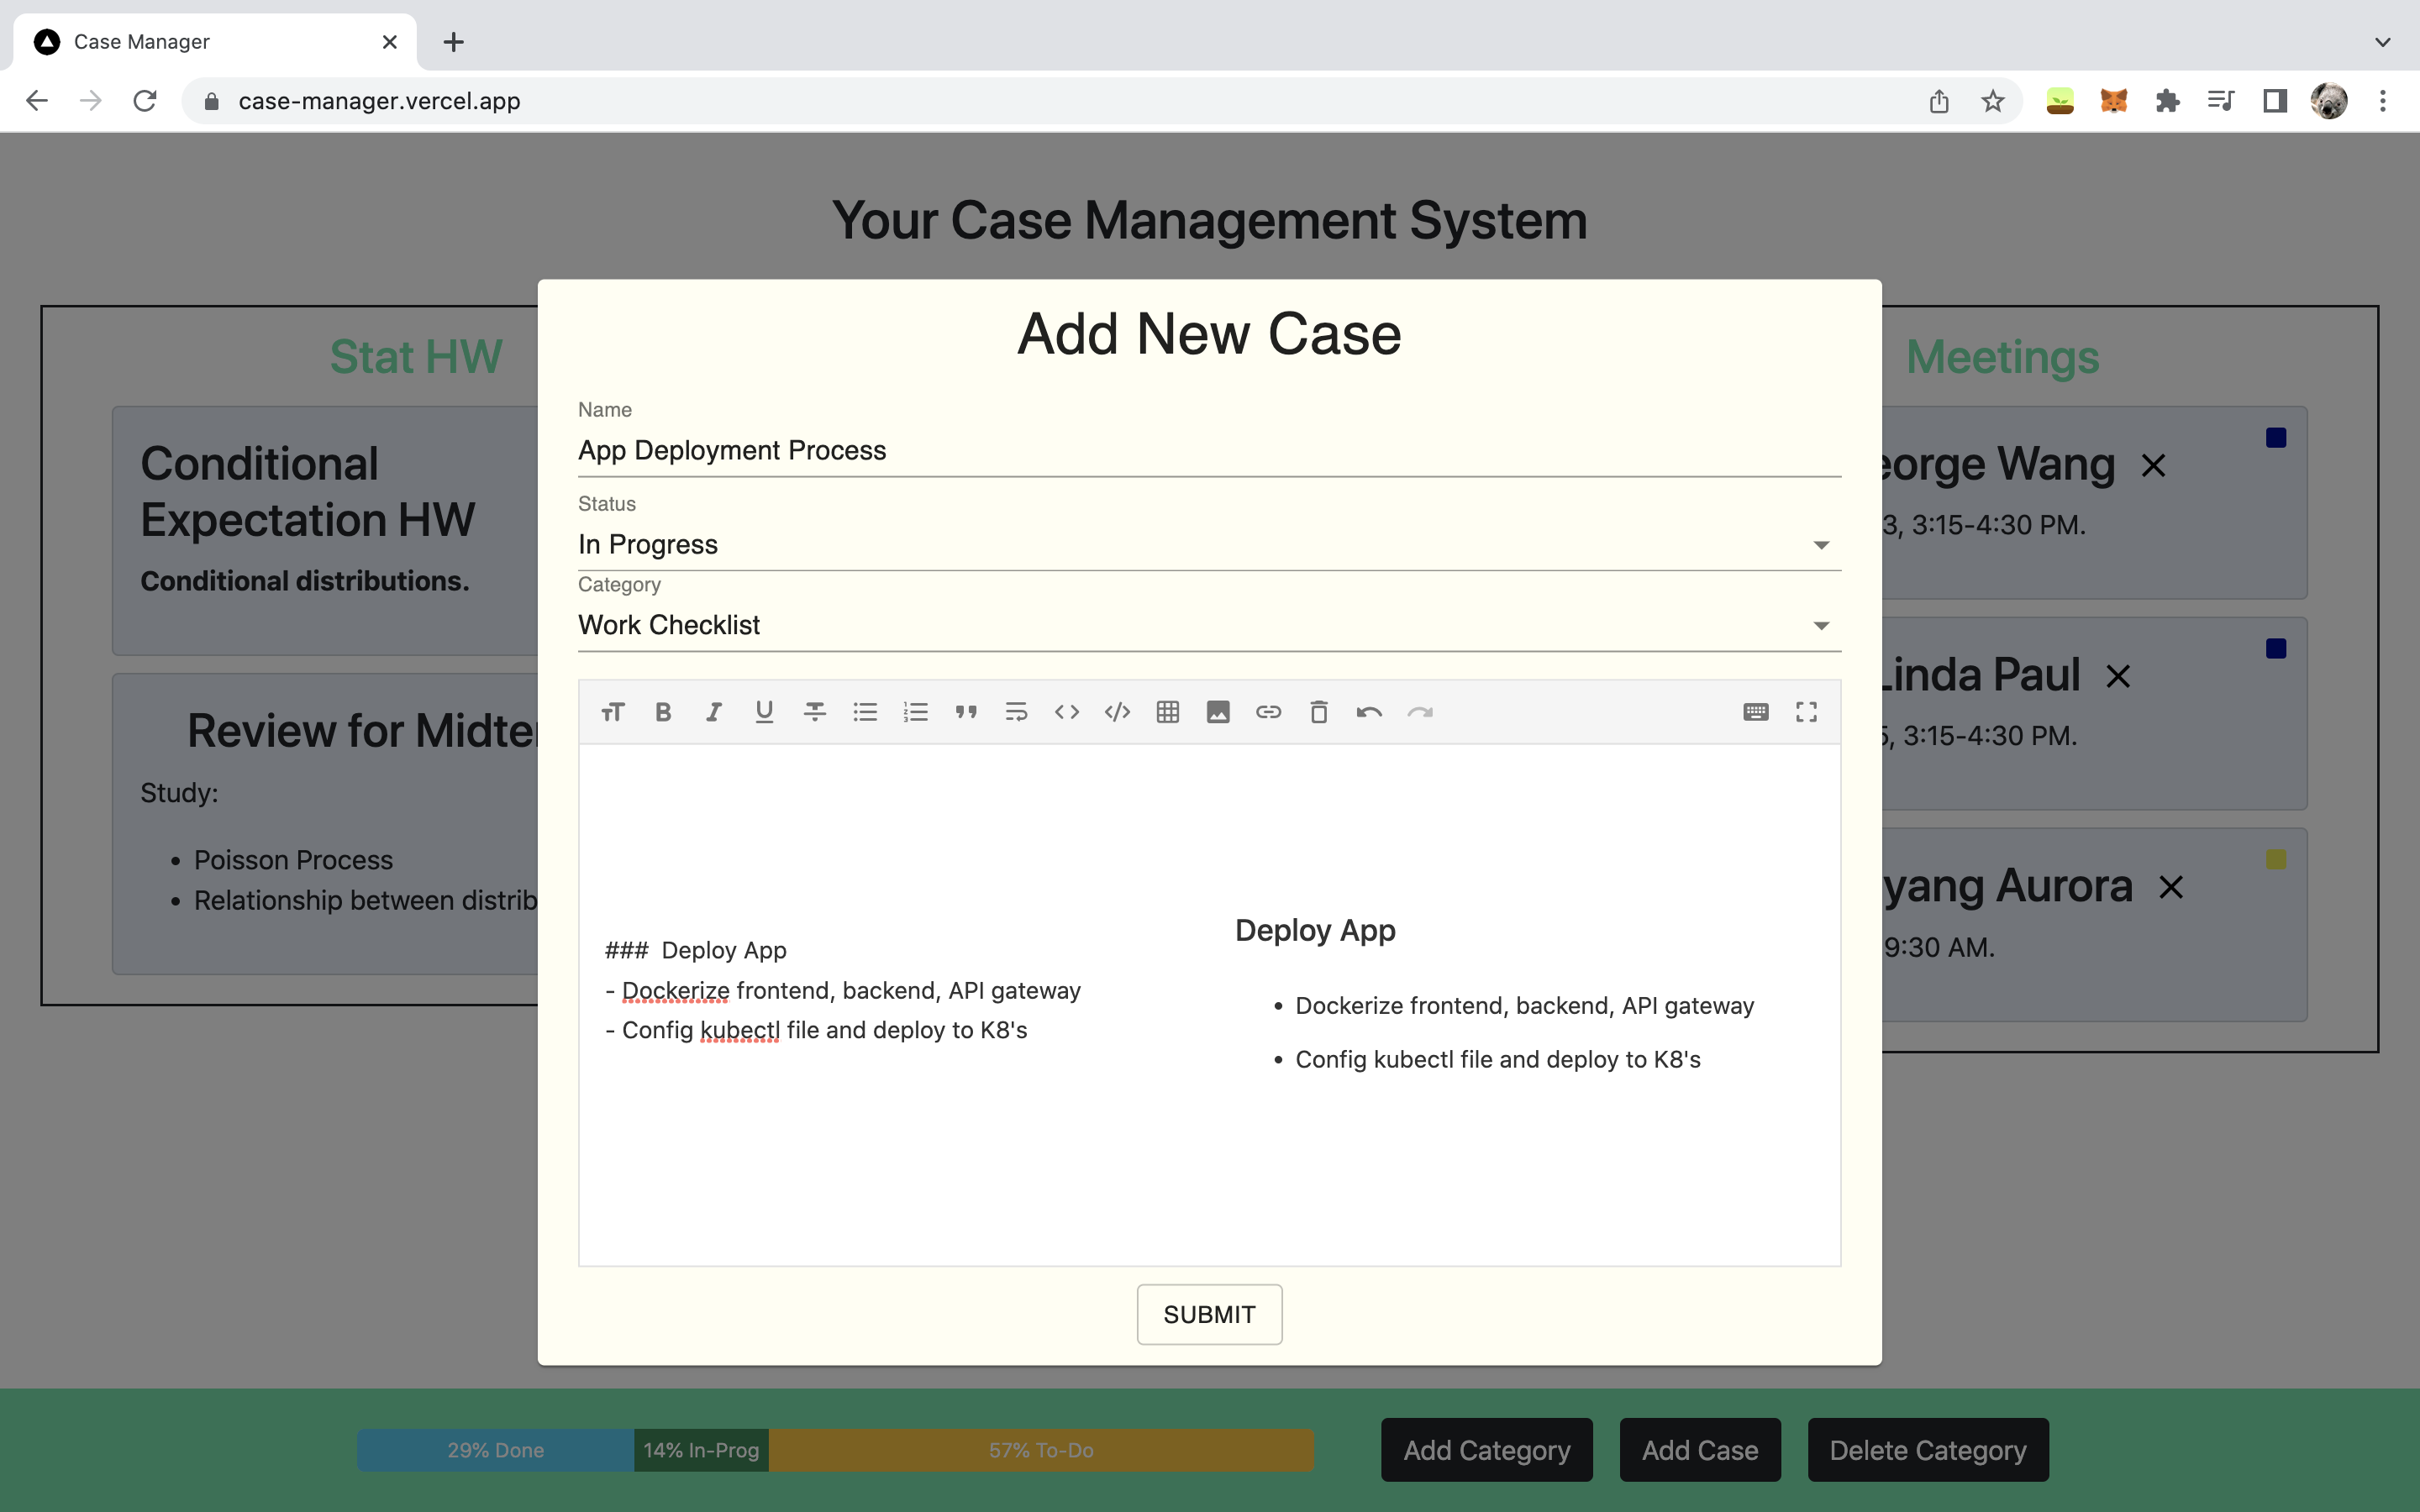 Case Manager
case-manager.vercel.app
Your Case Management System
Stat HW
Conditional
Expectation HW
Conditional distributions.
Review for Midte
Study:
• Poisson Process
• Relationship between distrib
Add New Case
Name
App Deployment Process
Status
In Progress
Category
Work Checklist
### Deploy App
- Dockerize frontend, backend, API gateway
- Config kubectl file and deploy to K8's
Deploy App
• Dockerize frontend, backend, API gateway
• Config kubectl file and deploy to K8's
SUBMIT
Meetings
eorge Wang
3, 3:15-4:30 PM.
Linda Paul
5, 3:15-4:30 PM.
yang Aurora
9:30 AM.
29% Done
14% In-Prog
57% To-Do
Add Category
Add Case
Delete Category